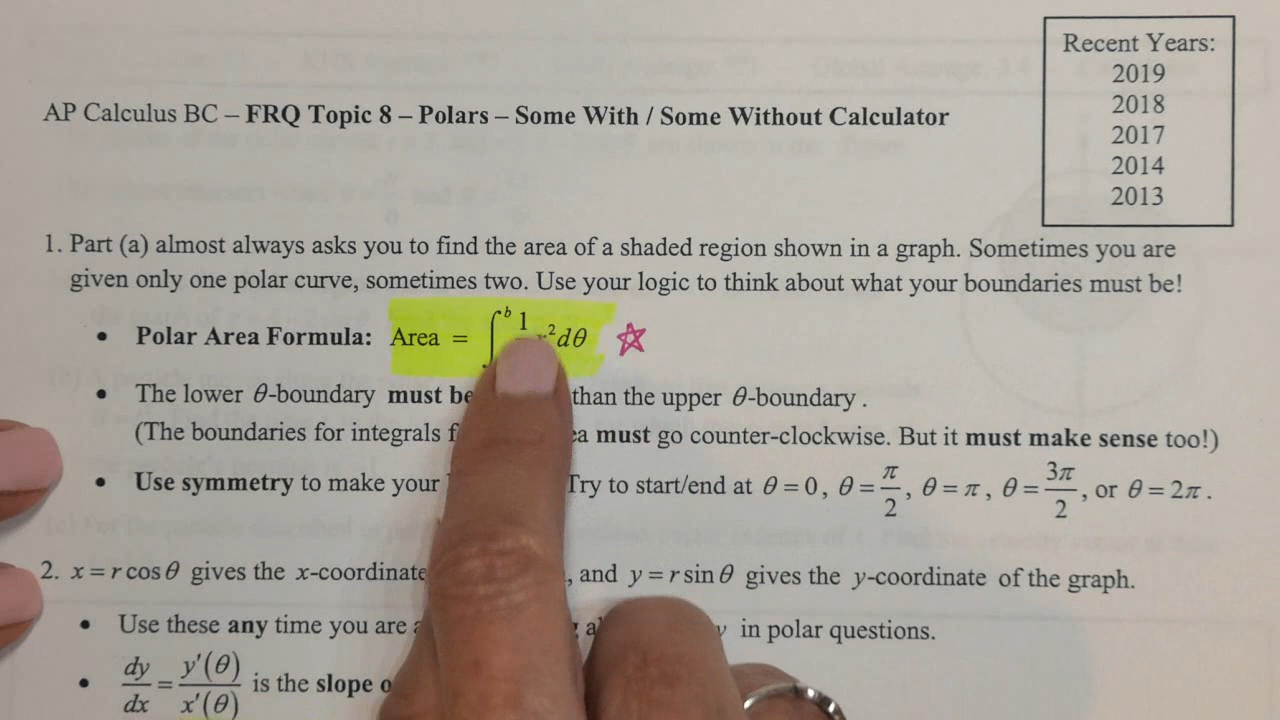 Recent Years:
2019
2018
2017
2014
2013
AP Calculus BC – FRQ Topic 8 – Polars – Some With / Some Without Calculator
1. Part (a) almost always asks you to find the area of a shaded region shown in a graph. Sometimes you are
given only one polar curve, sometimes two. Use your logic to think about what your boundaries must be!
• Polar Area Formula: Area = ∫ᵇ 1 ² dθ
• The lower θ-boundary must be than the upper θ-boundary.
(The boundaries for integrals must go counter-clockwise. But it must make sense too!)
• Use symmetry to make your Try to start/end at θ = 0, θ = π/2, θ = π, θ = 3π/2, or θ = 2π.
2. x = r cos θ gives the x-coordinate , and y = r sin θ gives the y-coordinate of the graph.
• Use these any time you are in polar questions.
• dy/dx = y'(θ)/x'(θ) is the slope